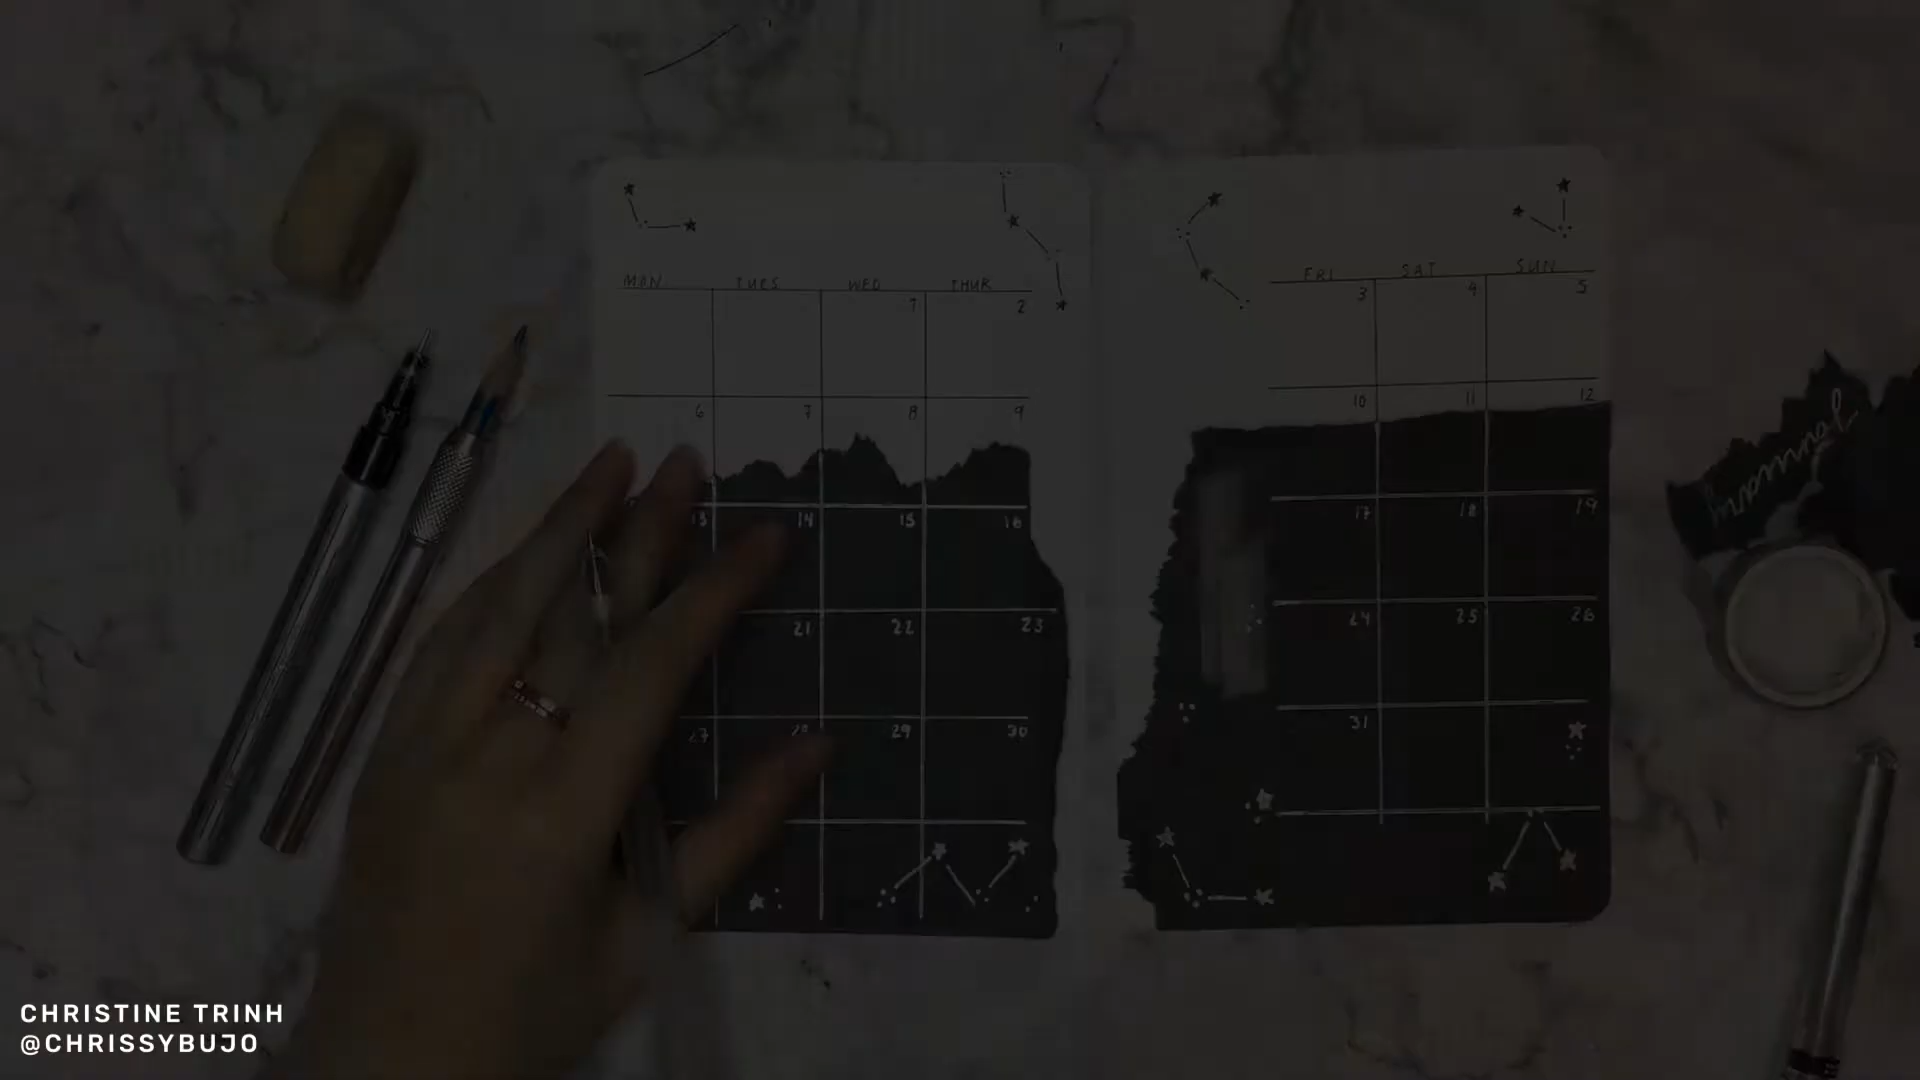 MON TUES WED THUR
FRI SAT SUN
1 2
3 4 5
6 7 8 9
10 11 12
13 14 15 16
17 18 19
21 22 23
24 25 26
27 28 29 30
31
CHRISTINE TRINH
@CHRISSYBUJO